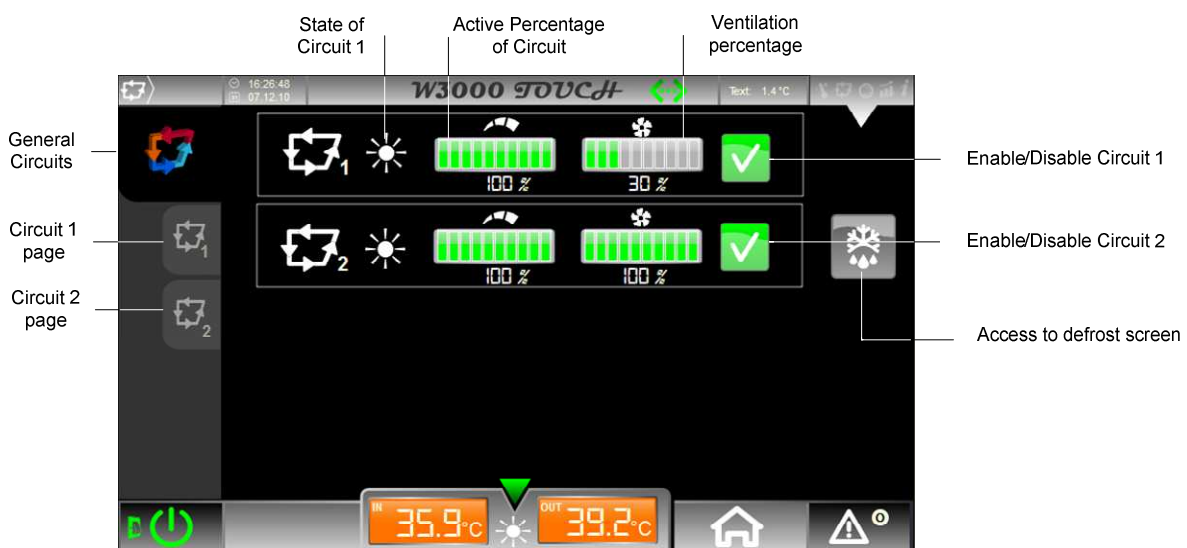 State of
Circuit 1
Active Percentage
of Circuit
Ventilation
percentage
16:26:48
07.12.10
W3000 TOUCH
Text: 1.4°C
General
Circuits
1
100 %
30 %
Enable/Disable Circuit 1
Circuit 1
page
1
2
100 %
100 %
Enable/Disable Circuit 2
Circuit 2
page
2
Access to defrost screen
IN
35.9°C
OUT
39.2°C
0